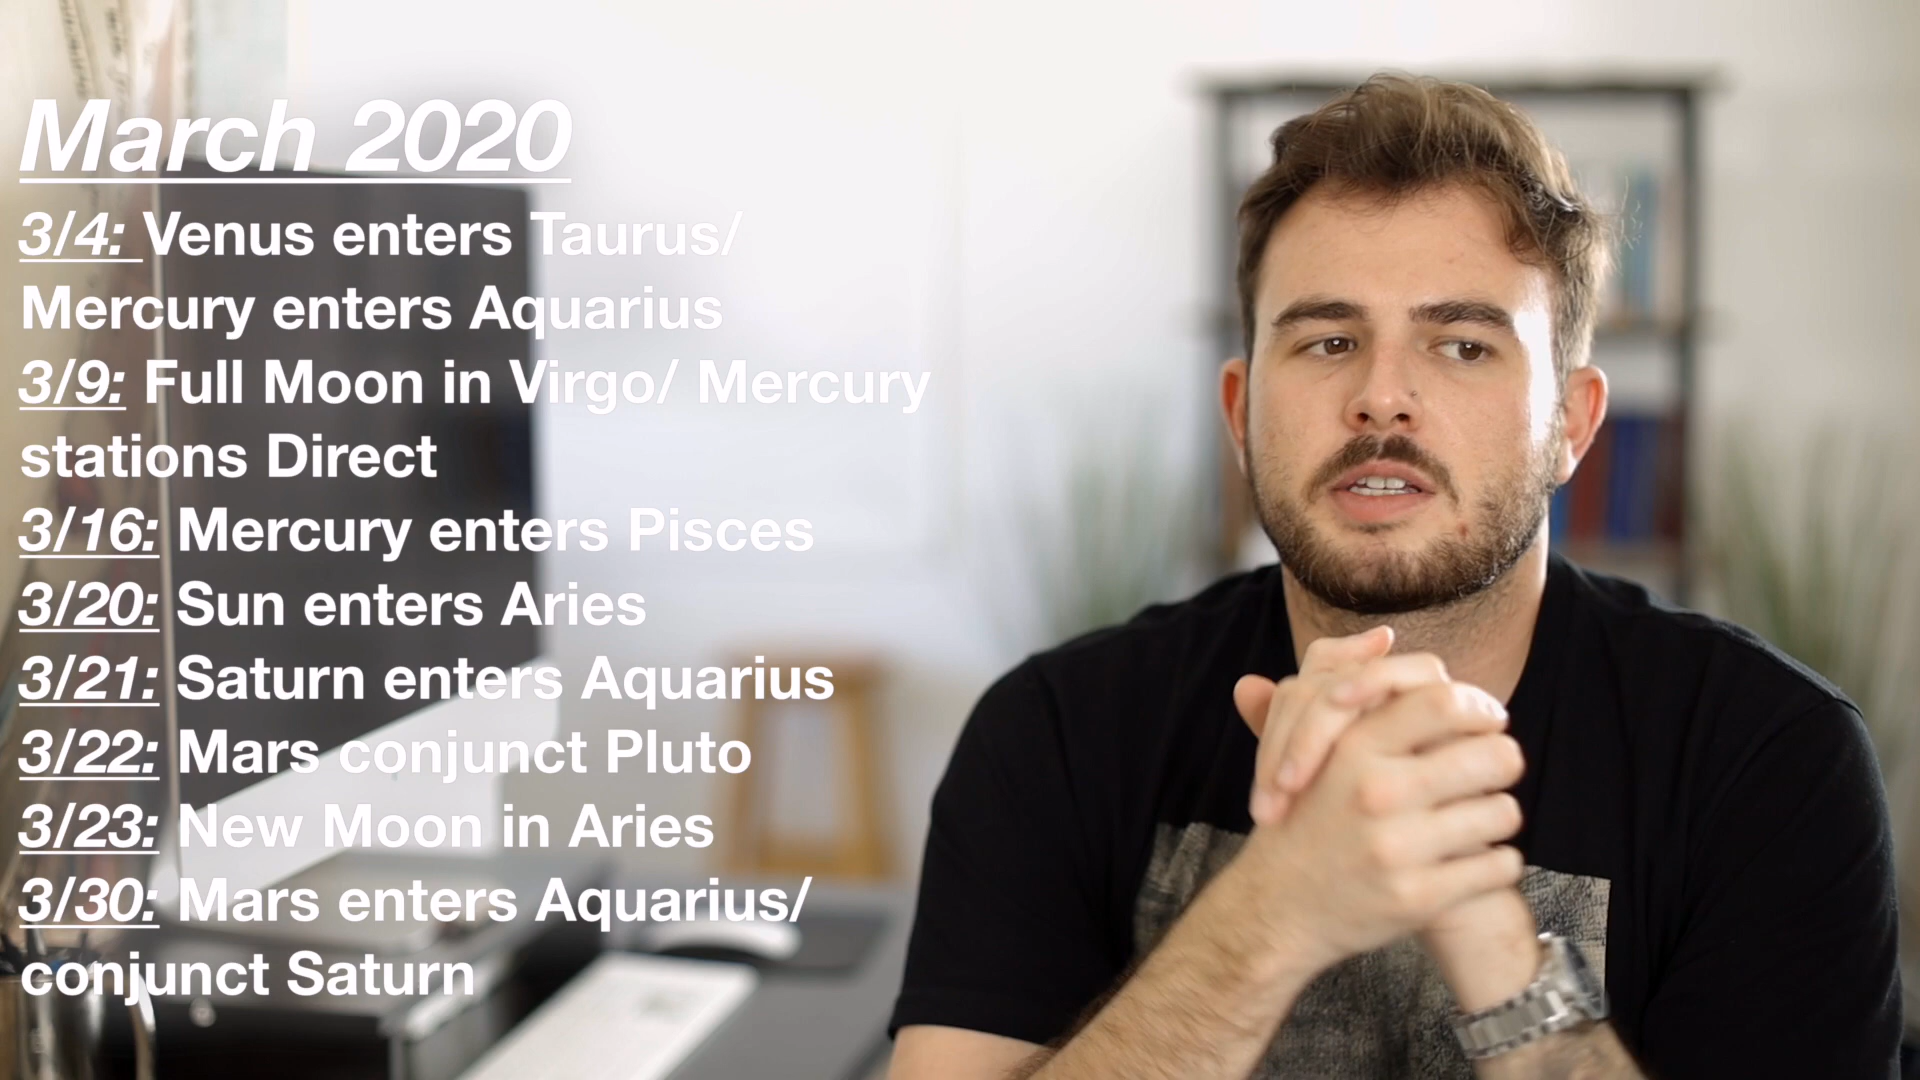 March 2020
3/4: Venus enters Taurus/
Mercury enters Aquarius
3/9: Full Moon in Virgo/ Mercury
stations Direct
3/16: Mercury enters Pisces
3/20: Sun enters Aries
3/21: Saturn enters Aquarius
3/22: Mars conjunct Pluto
3/23: New Moon in Aries
3/30: Mars enters Aquarius/
conjunct Saturn